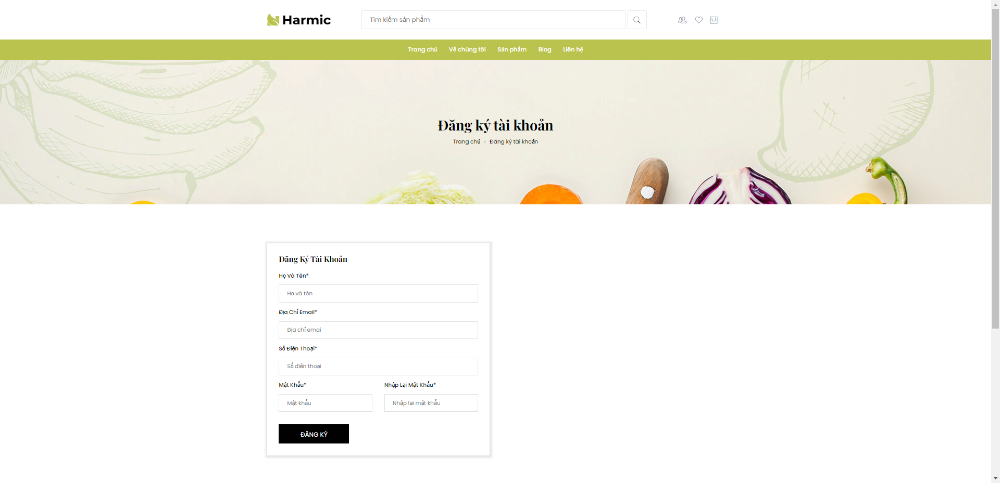 Harmic
Tìm kiếm sản phẩm
Trang chủ Về chúng tôi Sản phẩm Blog Liên hệ
Đăng ký tài khoản
Trang chủ › Đăng ký tài khoản
Đăng Ký Tài Khoản
Họ Và Tên*
Họ và tên
Địa Chỉ Email*
Địa chỉ emai
Số Điện Thoại*
Số điện thoại
Mật Khẩu* Nhập Lại Mật Khẩu*
Mật khẩu Nhập lại mật khẩu
ĐĂNG KÝ